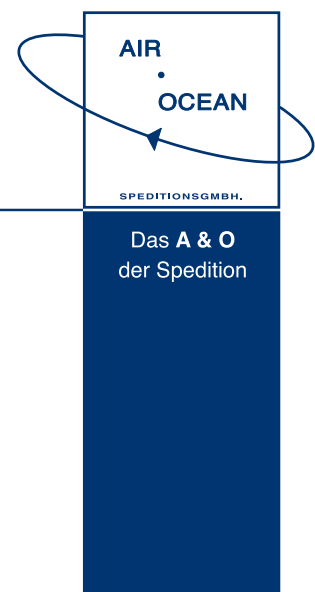 AIR
•
OCEAN
SPEDITIONSGMBH.
Das A & O
der Spedition